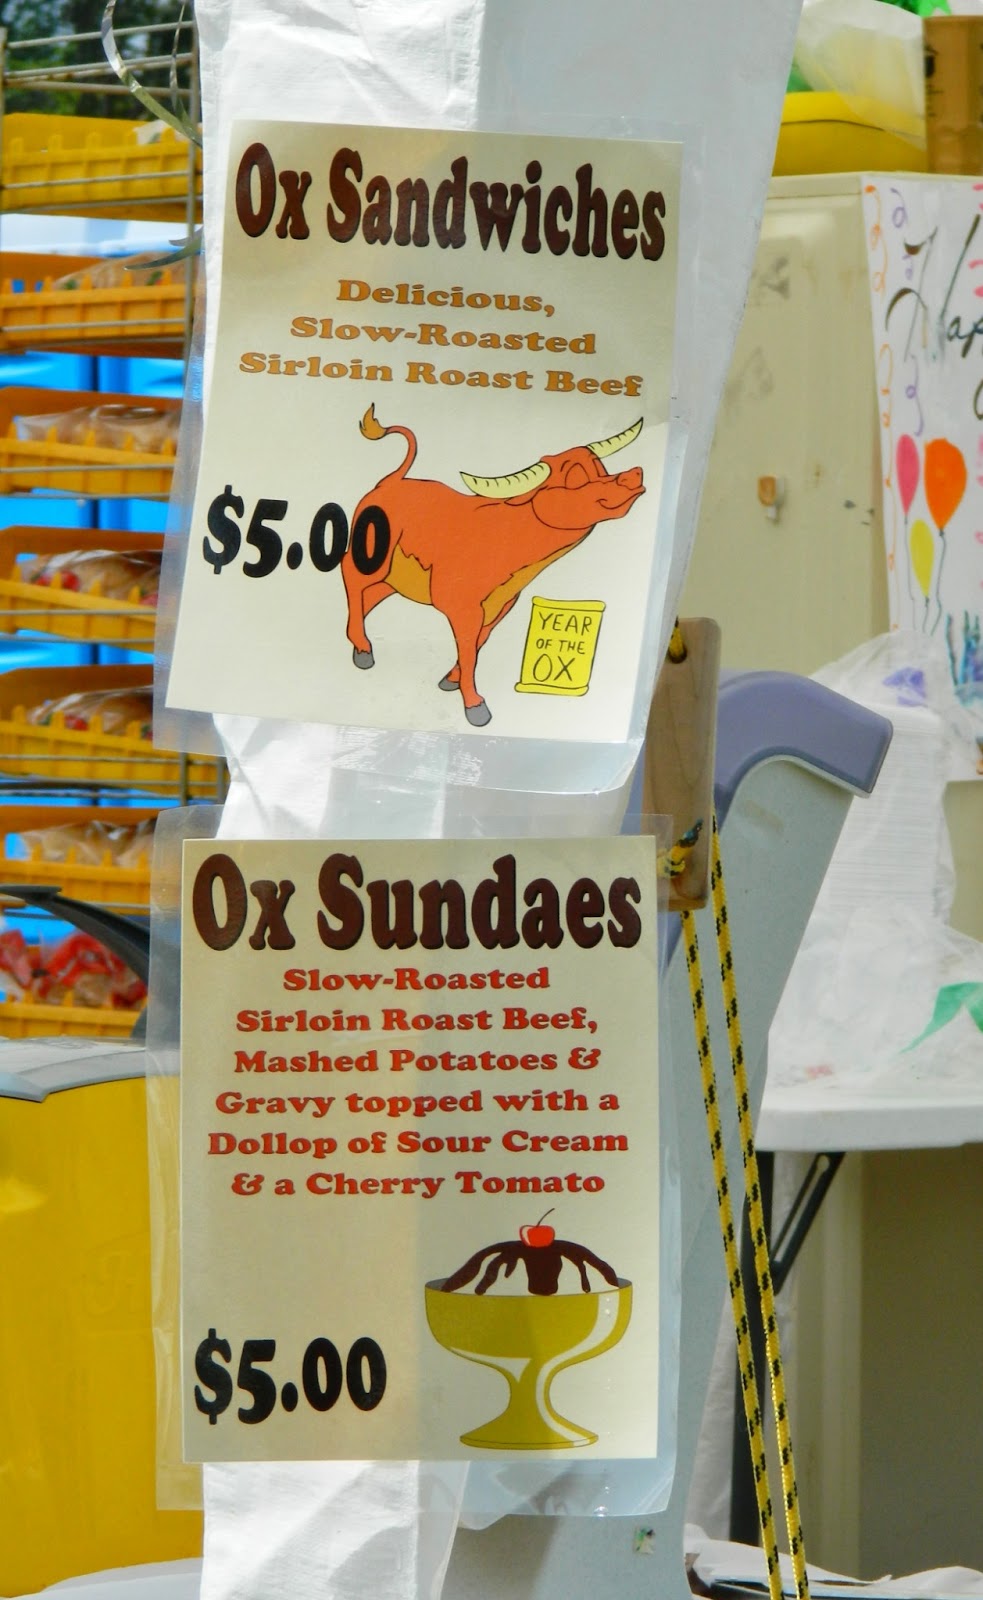 Ox Sandwiches
Delicious,
Slow-Roasted
Sirloin Roast Beef
$5.00
YEAR
OF THE
OX
Ox Sundaes
Slow-Roasted
Sirloin Roast Beef,
Mashed Potatoes &
Gravy topped with a
Dollop of Sour Cream
& a Cherry Tomato
$5.00